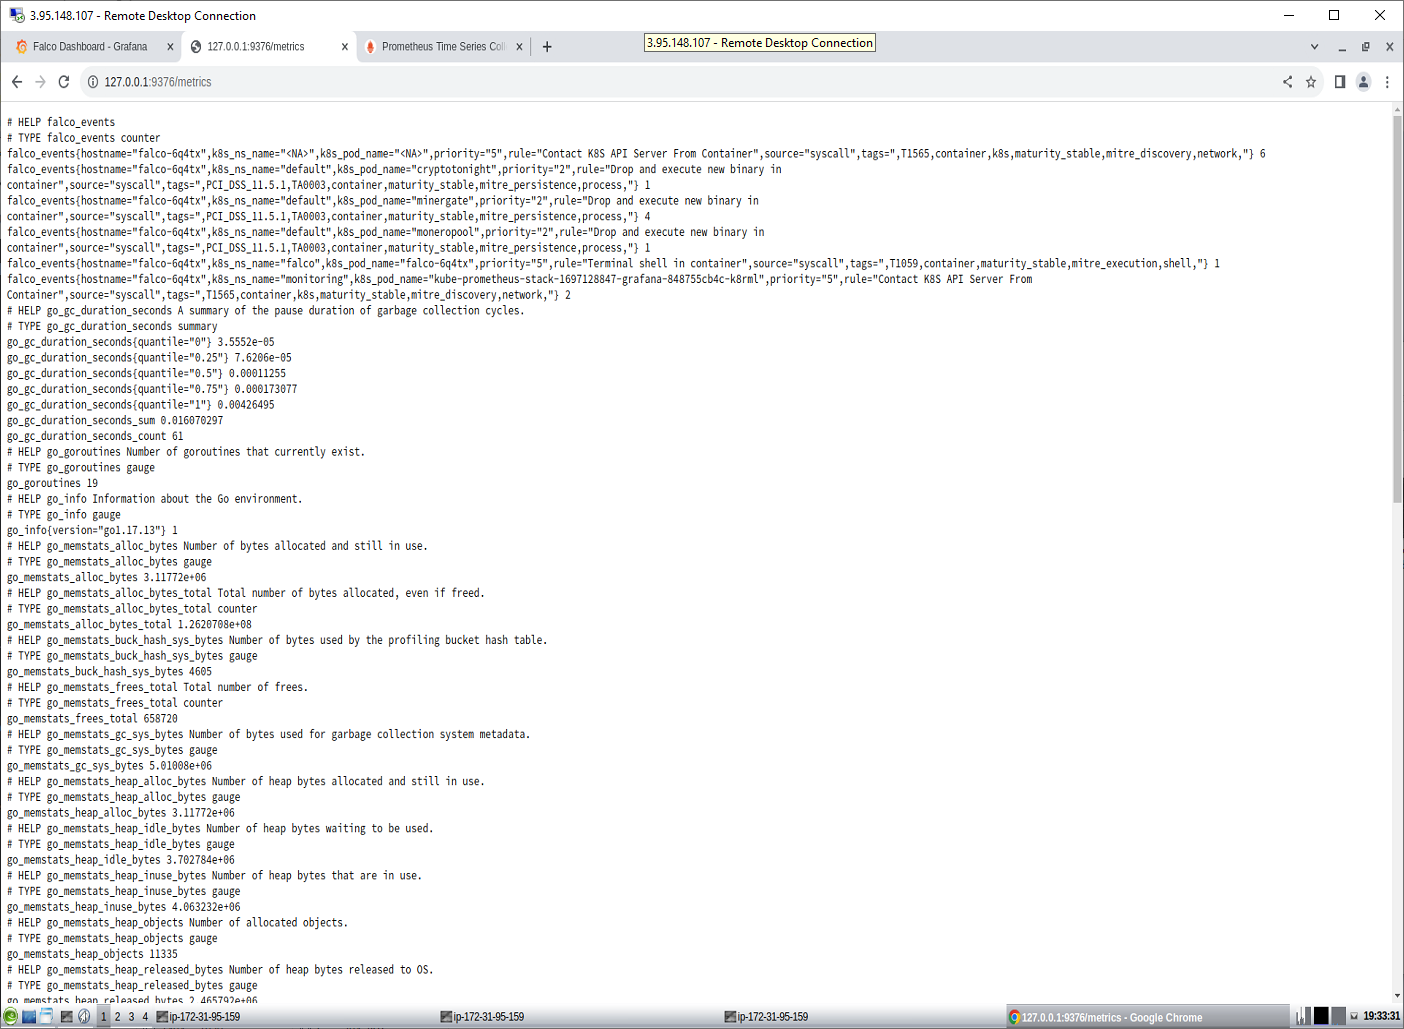 3.95.148.107 - Remote Desktop Connection
Falco Dashboard - Grafana
127.0.0.1:9376/metrics
Prometheus Time Series Coll
3.95.148.107 - Remote Desktop Connection
127.0.0.1:9376/metrics
# HELP falco_events
# TYPE falco_events counter
falco_events{hostname="falco-6q4tx",k8s_ns_name="<NA>",k8s_pod_name="<NA>",priority="5",rule="Contact K8S API Server From Container",source="syscall",tags=",T1565,container,k8s,maturity_stable,mitre_discovery,network,"} 6
falco_events{hostname="falco-6q4tx",k8s_ns_name="default",k8s_pod_name="cryptotonight",priority="2",rule="Drop and execute new binary in
container",source="syscall",tags=",PCI_DSS_11.5.1,TA0003,container,maturity_stable,mitre_persistence,process,"} 1
falco_events{hostname="falco-6q4tx",k8s_ns_name="default",k8s_pod_name="minergate",priority="2",rule="Drop and execute new binary in
container",source="syscall",tags=",PCI_DSS_11.5.1,TA0003,container,maturity_stable,mitre_persistence,process,"} 4
falco_events{hostname="falco-6q4tx",k8s_ns_name="default",k8s_pod_name="moneropool",priority="2",rule="Drop and execute new binary in
container",source="syscall",tags=",PCI_DSS_11.5.1,TA0003,container,maturity_stable,mitre_persistence,process,"} 1
falco_events{hostname="falco-6q4tx",k8s_ns_name="falco",k8s_pod_name="falco-6q4tx",priority="5",rule="Terminal shell in container",source="syscall",tags=",T1059,container,maturity_stable,mitre_execution,shell,"} 1
falco_events{hostname="falco-6q4tx",k8s_ns_name="monitoring",k8s_pod_name="kube-prometheus-stack-1697128847-grafana-848755cb4c-k8rml",priority="5",rule="Contact K8S API Server From
Container",source="syscall",tags=",T1565,container,k8s,maturity_stable,mitre_discovery,network,"} 2
# HELP go_gc_duration_seconds A summary of the pause duration of garbage collection cycles.
# TYPE go_gc_duration_seconds summary
go_gc_duration_seconds{quantile="0"} 3.5552e-05
go_gc_duration_seconds{quantile="0.25"} 7.6206e-05
go_gc_duration_seconds{quantile="0.5"} 0.00011255
go_gc_duration_seconds{quantile="0.75"} 0.000173077
go_gc_duration_seconds{quantile="1"} 0.00426495
go_gc_duration_seconds_sum 0.016070297
go_gc_duration_seconds_count 61
# HELP go_goroutines Number of goroutines that currently exist.
# TYPE go_goroutines gauge
go_goroutines 19
# HELP go_info Information about the Go environment.
# TYPE go_info gauge
go_info{version="go1.17.13"} 1
# HELP go_memstats_alloc_bytes Number of bytes allocated and still in use.
# TYPE go_memstats_alloc_bytes gauge
go_memstats_alloc_bytes 3.11772e+06
# HELP go_memstats_alloc_bytes_total Total number of bytes allocated, even if freed.
# TYPE go_memstats_alloc_bytes_total counter
go_memstats_alloc_bytes_total 1.2620708e+08
# HELP go_memstats_buck_hash_sys_bytes Number of bytes used by the profiling bucket hash table.
# TYPE go_memstats_buck_hash_sys_bytes gauge
go_memstats_buck_hash_sys_bytes 4605
# HELP go_memstats_frees_total Total number of frees.
# TYPE go_memstats_frees_total counter
go_memstats_frees_total 658720
# HELP go_memstats_gc_sys_bytes Number of bytes used for garbage collection system metadata.
# TYPE go_memstats_gc_sys_bytes gauge
go_memstats_gc_sys_bytes 5.01008e+06
# HELP go_memstats_heap_alloc_bytes Number of heap bytes allocated and still in use.
# TYPE go_memstats_heap_alloc_bytes gauge
go_memstats_heap_alloc_bytes 3.11772e+06
# HELP go_memstats_heap_idle_bytes Number of heap bytes waiting to be used.
# TYPE go_memstats_heap_idle_bytes gauge
go_memstats_heap_idle_bytes 3.702784e+06
# HELP go_memstats_heap_inuse_bytes Number of heap bytes that are in use.
# TYPE go_memstats_heap_inuse_bytes gauge
go_memstats_heap_inuse_bytes 4.063232e+06
# HELP go_memstats_heap_objects Number of allocated objects.
# TYPE go_memstats_heap_objects gauge
go_memstats_heap_objects 11335
# HELP go_memstats_heap_released_bytes Number of heap bytes released to OS.
# TYPE go_memstats_heap_released_bytes gauge
go_memstats_heap_released_bytes 2.465792e+06
1 2 3 4 ip-172-31-95-159 ip-172-31-95-159 ip-172-31-95-159 127.0.0.1:9376/metrics - Google Chrome 19:33:31